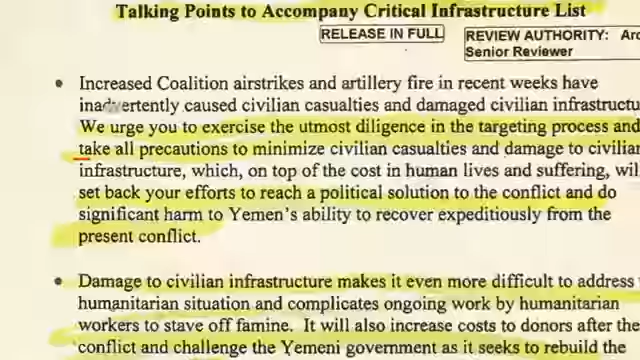 Talking Points to Accompany Critical Infrastructure List
RELEASE IN FULL
REVIEW AUTHORITY:
Senior Reviewer
• Increased Coalition airstrikes and artillery fire in recent weeks have
inadvertently caused civilian casualties and damaged civilian infrastructu
We urge you to exercise the utmost diligence in the targeting process and
take all precautions to minimize civilian casualties and damage to civilian
infrastructure, which, on top of the cost in human lives and suffering, wil
set back your efforts to reach a political solution to the conflict and do
significant harm to Yemen's ability to recover expeditiously from the
present conflict.
• Damage to civilian infrastructure makes it even more difficult to address
humanitarian situation and complicates ongoing work by humanitarian
workers to stave off famine. It will also increase costs to donors after the
conflict and challenge the Yemeni government as it seeks to rebuild the